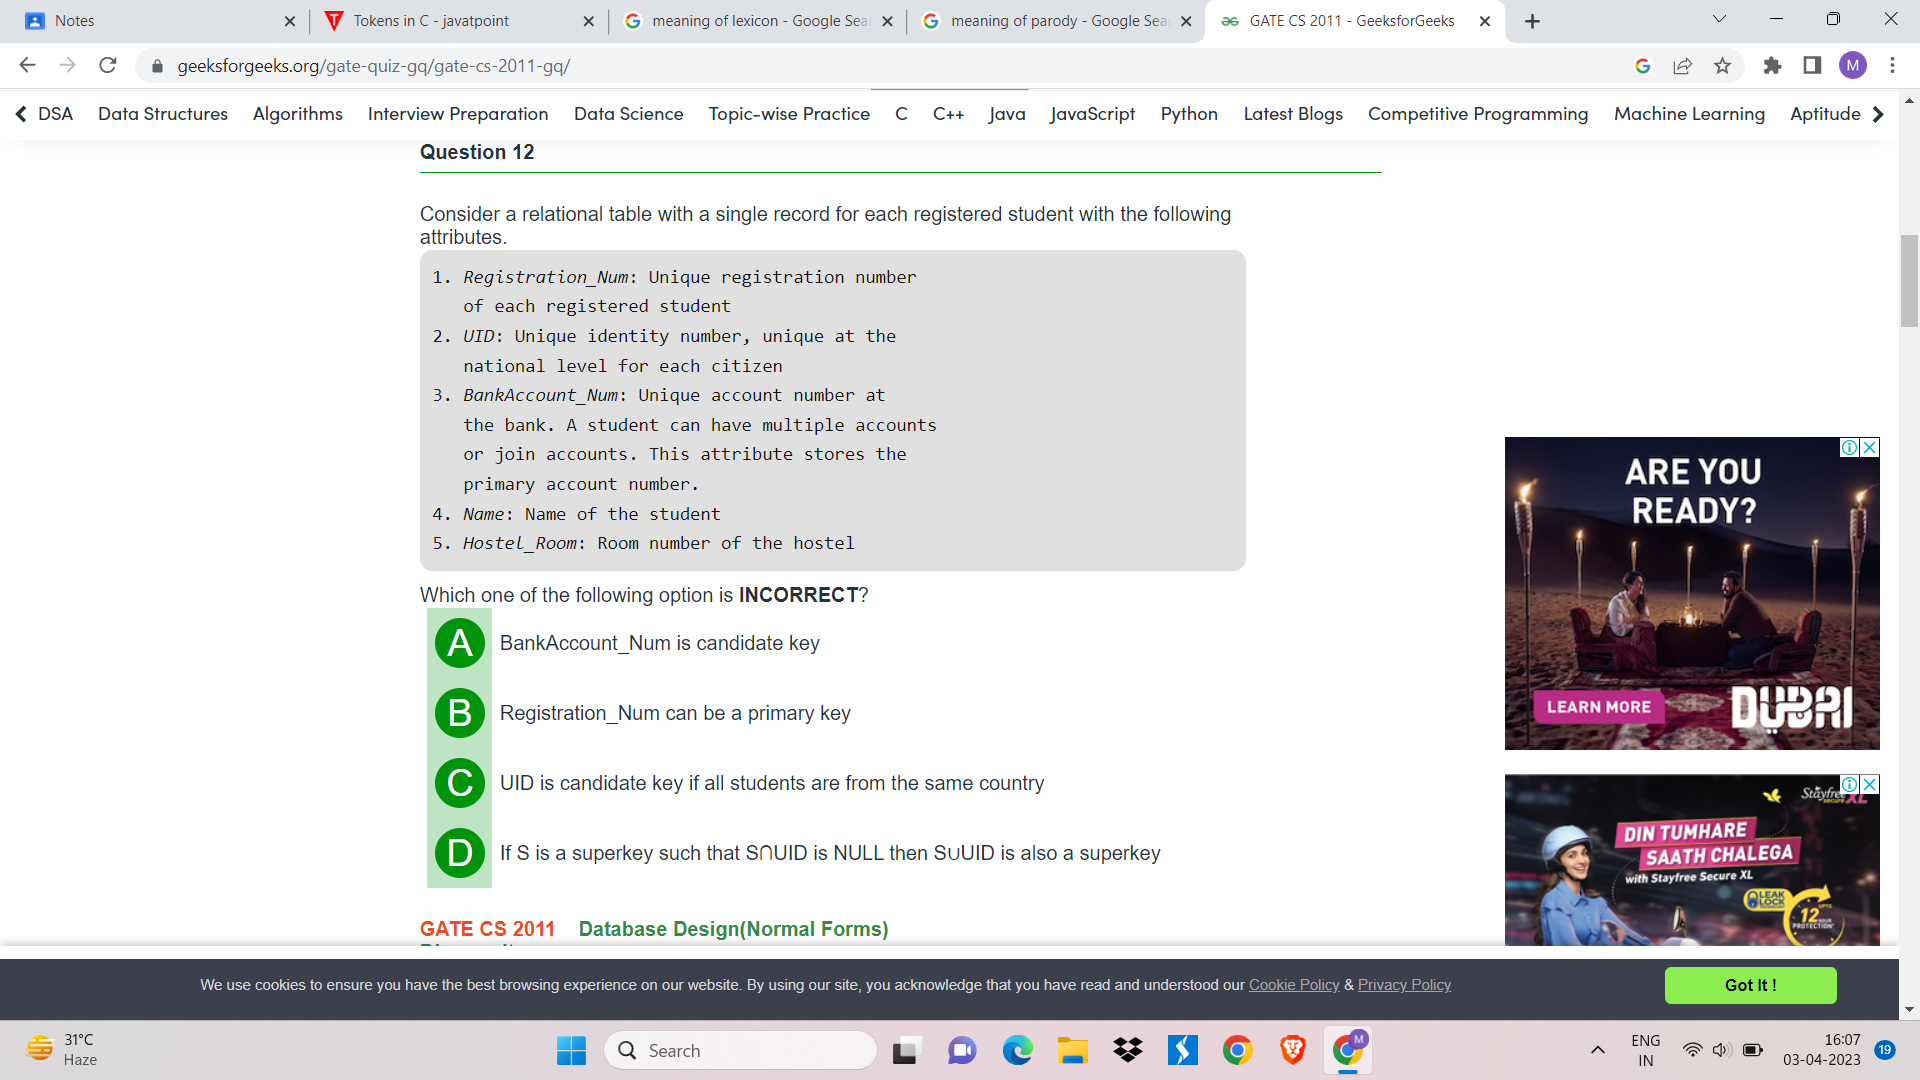 Notes
Tokens in C - javatpoint
meaning of lexicon - Google Sea
meaning of parody - Google Sea
GATE CS 2011 - GeeksforGeeks
geeksforgeeks.org/gate-quiz-gq/gate-cs-2011-gq/
M
DSA Data Structures Algorithms Interview Preparation Data Science Topic-wise Practice C C++ Java JavaScript Python Latest Blogs Competitive Programming Machine Learning Aptitude
Question 12
Consider a relational table with a single record for each registered student with the following
attributes.
1. Registration_Num: Unique registration number
of each registered student
2. UID: Unique identity number, unique at the
national level for each citizen
3. BankAccount_Num: Unique account number at
the bank. A student can have multiple accounts
or join accounts. This attribute stores the
primary account number.
4. Name: Name of the student
5. Hostel_Room: Room number of the hostel
Which one of the following option is INCORRECT?
A BankAccount_Num is candidate key
B Registration_Num can be a primary key
C UID is candidate key if all students are from the same country
D If S is a superkey such that S∩UID is NULL then S∪UID is also a superkey
GATE CS 2011 Database Design(Normal Forms)
ARE YOU
READY?
LEARN MORE
DUBAI
Stayfree
secure XL
DIN TUMHARE
SAATH CHALEGA
with Stayfree Secure XL
LEAK
LOCK
UPTO
12
HOUR
PROTECTION*
We use cookies to ensure you have the best browsing experience on our website. By using our site, you acknowledge that you have read and understood our Cookie Policy & Privacy Policy
Got It !
31°C
Haze
Search
M
ENG
IN
16:07
03-04-2023
19